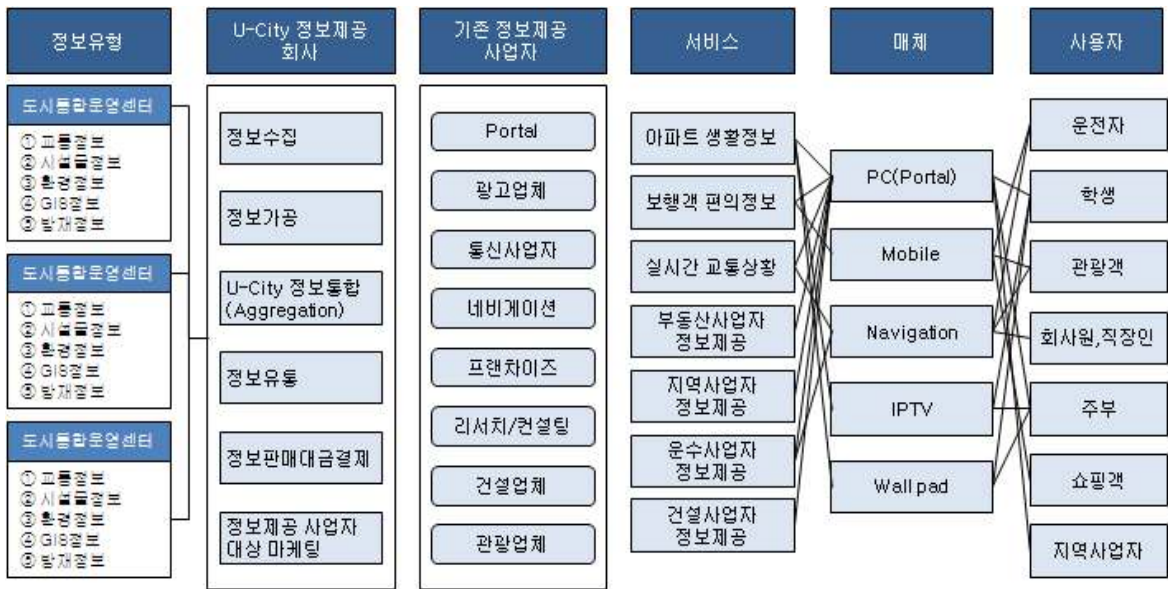 정보유형
U-City 정보제공
회사
기존 정보제공
사업자
서비스
매체
사용자
도시통합운영센터
① 교통정보
② 시설물정보
③ 환경정보
④ GIS정보
⑤ 방재정보
도시통합운영센터
① 교통정보
② 시설물정보
③ 환경정보
④ GIS정보
⑤ 방재정보
도시통합운영센터
① 교통정보
② 시설물정보
③ 환경정보
④ GIS정보
⑤ 방재정보
정보수집
정보가공
U-City 정보통합
(Aggregation)
정보유통
정보판매대금결제
정보제공 사업자
대상 마케팅
Portal
광고업체
통신사업자
네비게이션
프랜차이즈
리서치/컨설팅
건설업체
관광업체
아파트 생활정보
보행객 편의정보
실시간 교통상황
부동산사업자
정보제공
지역사업자
정보제공
운수사업자
정보제공
건설사업자
정보제공
PC(Portal)
Mobile
Navigation
IPTV
Wall pad
운전자
학생
관광객
회사원,직장인
주부
쇼핑객
지역사업자